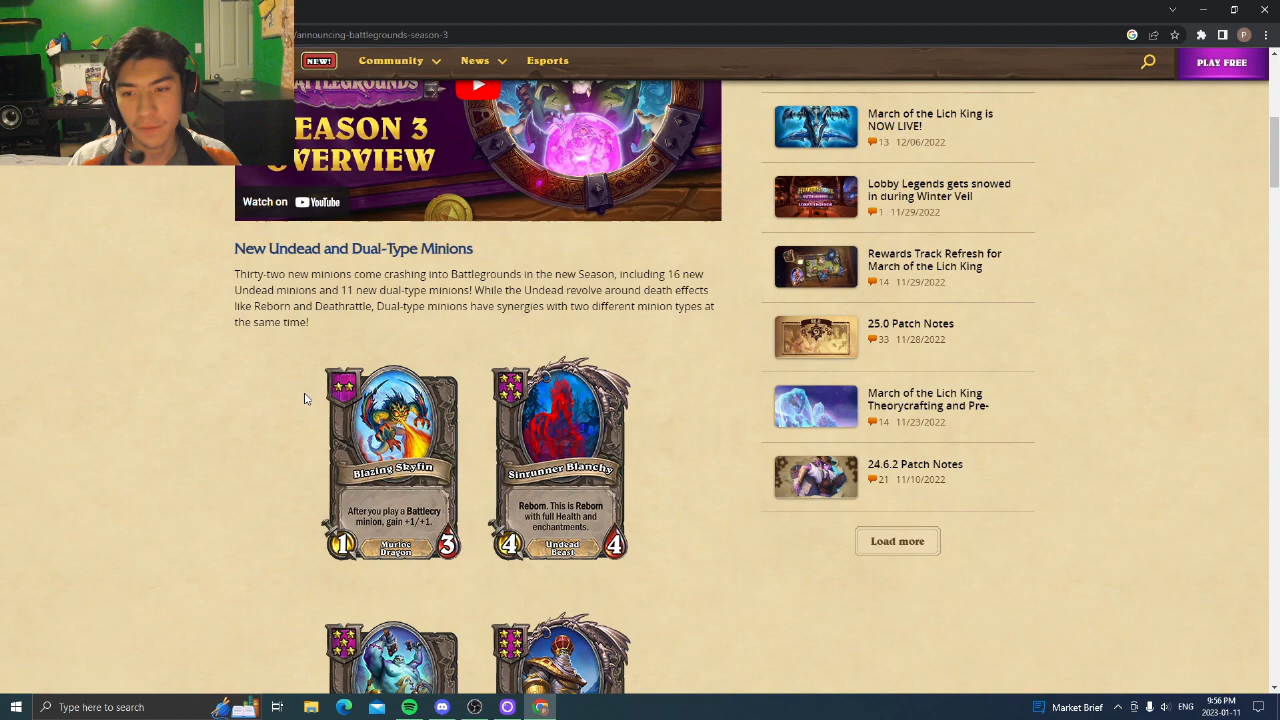 /announcing-battlegrounds-season-3
NEW!
Community
News
Esports
PLAY FREE
SEASON 3
OVERVIEW
Watch on YouTube
New Undead and Dual-Type Minions
Thirty-two new minions come crashing into Battlegrounds in the new Season, including 16 new
Undead minions and 11 new dual-type minions! While the Undead revolve around death effects
like Reborn and Deathrattle, Dual-type minions have synergies with two different minion types at
the same time!
Blazing Skyfin
After you play a Battlecry
minion, gain +1/+1.
1
Murloc
Dragon
3
Sinrunner Blanchy
Reborn. This is Reborn
with full Health and
enchantments.
4
Undead
Beast
4
March of the Lich King is
NOW LIVE!
13 12/06/2022
Lobby Legends gets snowed
in during Winter Veil
1 11/29/2022
Rewards Track Refresh for
March of the Lich King
14 11/29/2022
25.0 Patch Notes
33 11/28/2022
March of the Lich King
Theorycrafting and Pre-
14 11/23/2022
24.6.2 Patch Notes
21 11/10/2022
Load more
Type here to search
Market Brief
ENG
9:56 PM
2023-01-11